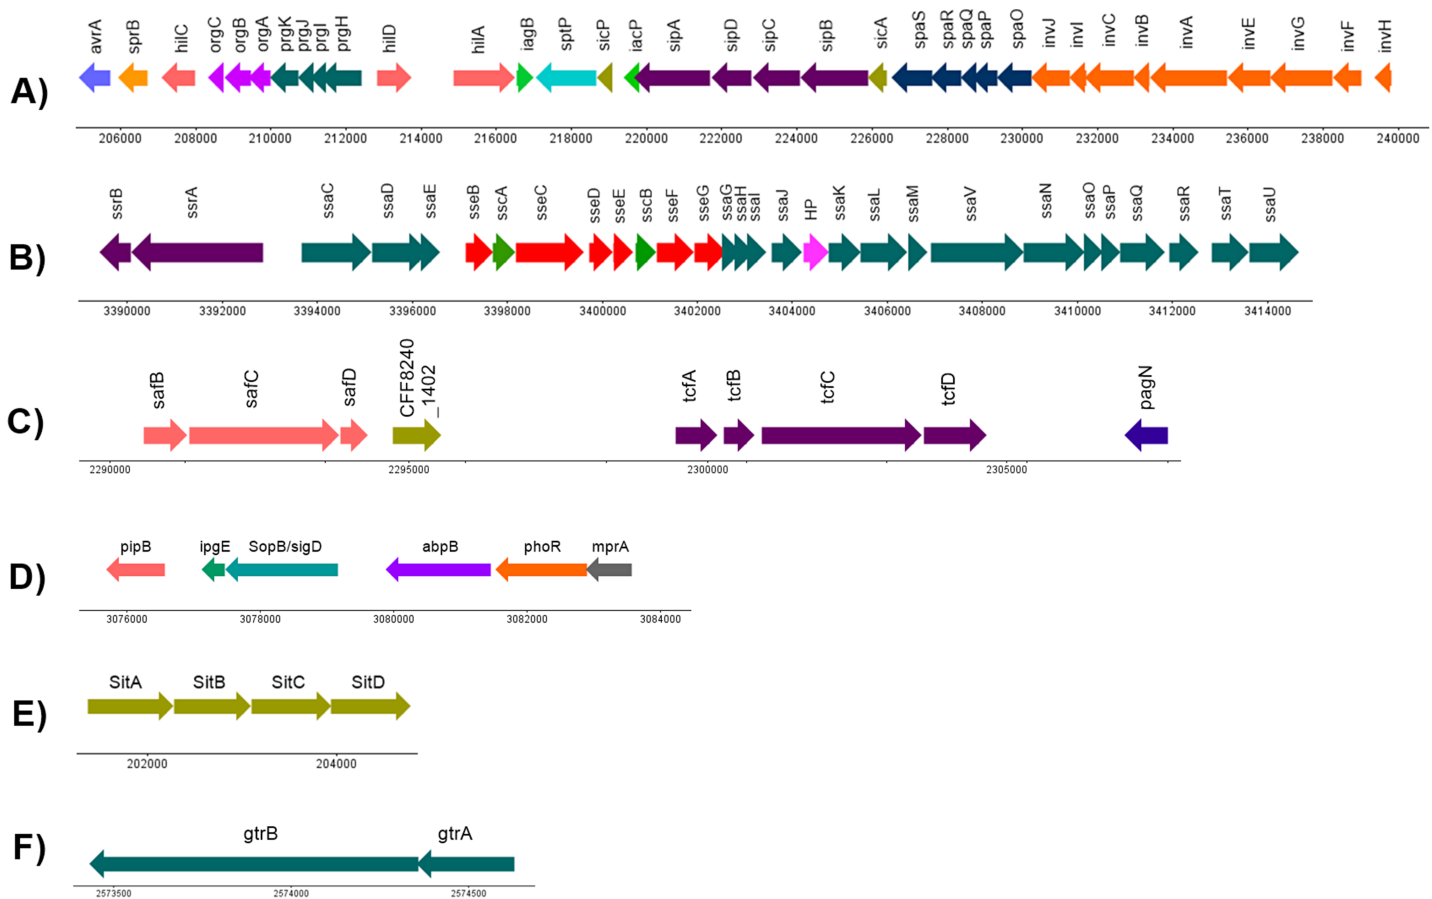 avrA sprB hilC orgC orgB orgA prgK prgJ prgI prgH hilD hilA iagB sptP sicP iacP sipA sipD sipC sipB sicA spaS spaR spaQ spaP spaO invJ invI invC invB invA invE invG invF invH
A)
206000 208000 210000 212000 214000 216000 218000 220000 222000 224000 226000 228000 230000 232000 234000 236000 238000 240000
ssrB ssrA ssaC ssaD ssaE sseB sscA sseC sseD sseE sscB sseF sseG ssaG ssaH ssaI ssaJ HP ssaK ssaL ssaM ssaV ssaN ssaO ssaP ssaQ ssaR ssaT ssaU
B)
3390000 3392000 3394000 3396000 3398000 3400000 3402000 3404000 3406000 3408000 3410000 3412000 3414000
safB safC safD CFF8240 _1402 tcfA tcfB tcfC tcfD pagN
C)
2290000 2295000 2300000 2305000
pipB ipgE SopB/sigD abpB phoR mprA
D)
3076000 3078000 3080000 3082000 3084000
SitA SitB SitC SitD
E)
202000 204000
gtrB gtrA
F)
2573500 2574000 2574500